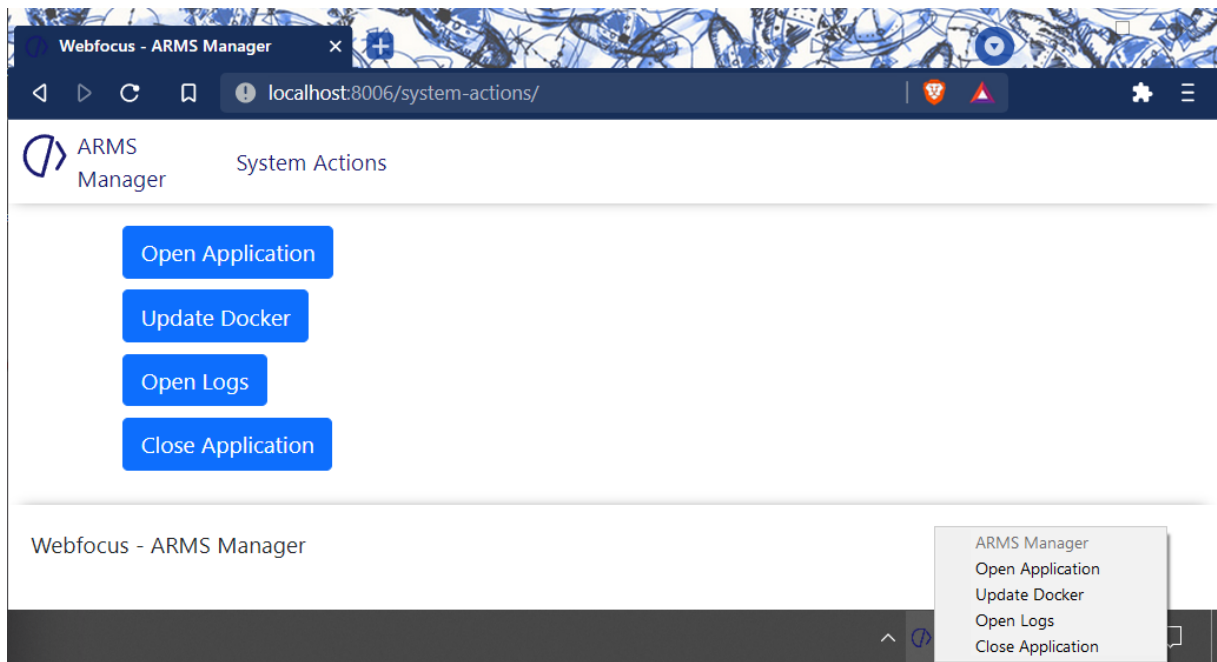 Webfocus - ARMS Manager
localhost:8006/system-actions/
ARMS
Manager
System Actions
Open Application
Update Docker
Open Logs
Close Application
Webfocus - ARMS Manager
ARMS Manager
Open Application
Update Docker
Open Logs
Close Application